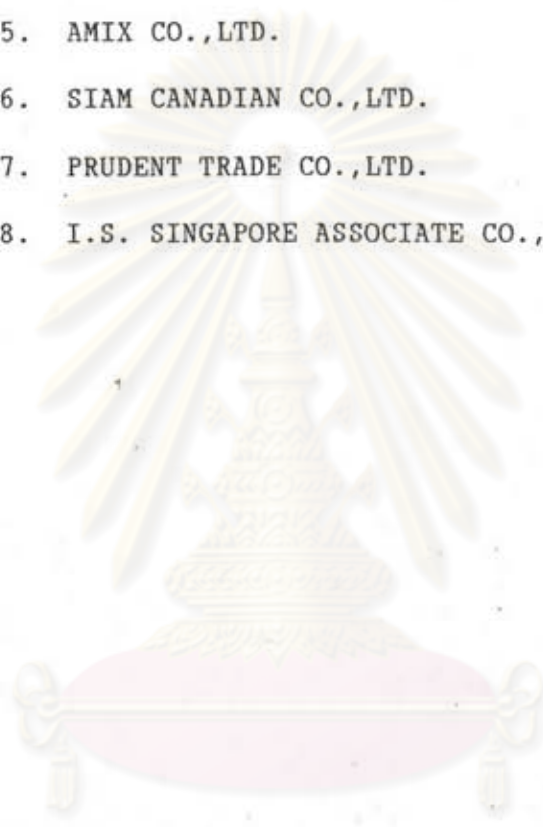 5. AMIX CO.,LTD.
6. SIAM CANADIAN CO.,LTD.
7. PRUDENT TRADE CO.,LTD.
8. I.S. SINGAPORE ASSOCIATE CO.,